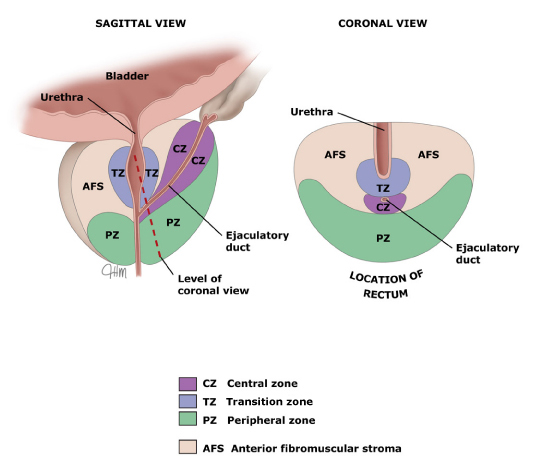 SAGITTAL VIEW
CORONAL VIEW
Bladder
Urethra
Urethra
CZ
CZ
AFS
AFS
TZ
TZ
AFS
TZ
CZ
PZ
PZ
PZ
Ejaculatory
duct
Ejaculatory
duct
Level of
coronal view
LOCATION OF
RECTUM
CZ Central zone
TZ Transition zone
PZ Peripheral zone
AFS Anterior fibromuscular stroma